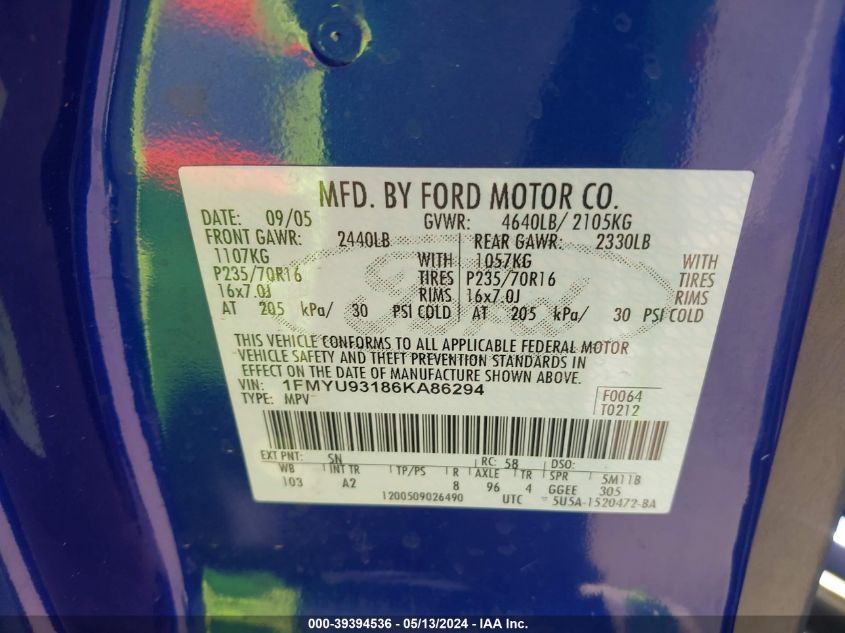 MFD. BY FORD MOTOR CO.
DATE: 09/05 GVWR: 4640LB/ 2105KG
FRONT GAWR: 2440LB REAR GAWR: 2330LB
1107KG WITH 1057KG WITH
P235/70R16 TIRES P235/70R16 TIRES
16x7.0J RIMS 16x7.0J RIMS
AT 205 kPa/ 30 PSI COLD AT 205 kPa/ 30 PSI COLD
Ford
THIS VEHICLE CONFORMS TO ALL APPLICABLE FEDERAL MOTOR
VEHICLE SAFETY AND THEFT PREVENTION STANDARDS IN
EFFECT ON THE DATE OF MANUFACTURE SHOWN ABOVE.
VIN: 1FMYU93186KA86294
TYPE: MPV
F0064
T0212
EXT PNT: SN RC: 58 DSO:
WB INT TR TP/PS R AXLE TR SPR 5M11B
103 A2 8 96 4 GGEE 305
1200509026490 UTC 5U5A-1520472-BA
000-39394536 - 05/13/2024 - IAA Inc.